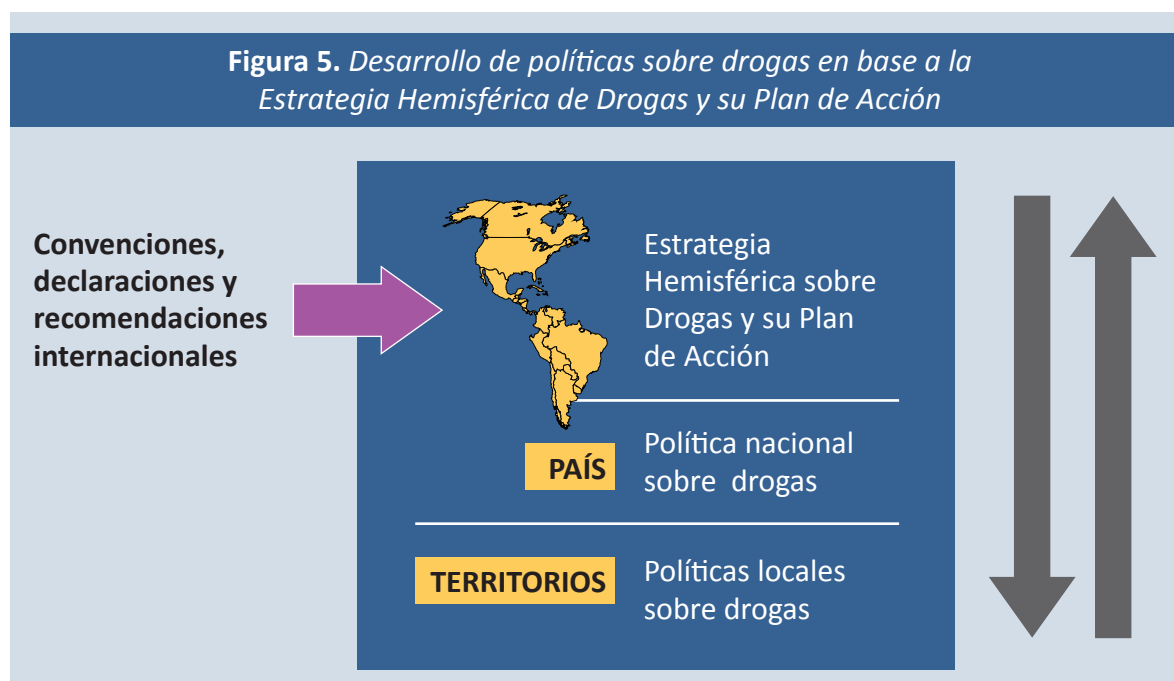 Figura 5. Desarrollo de políticas sobre drogas en base a la
Estrategia Hemisférica de Drogas y su Plan de Acción
Convenciones,
declaraciones y
recomendaciones
internacionales
Estrategia
Hemisférica sobre
Drogas y su Plan
de Acción
PAÍS
Política nacional
sobre drogas
TERRITORIOS
Políticas locales
sobre drogas